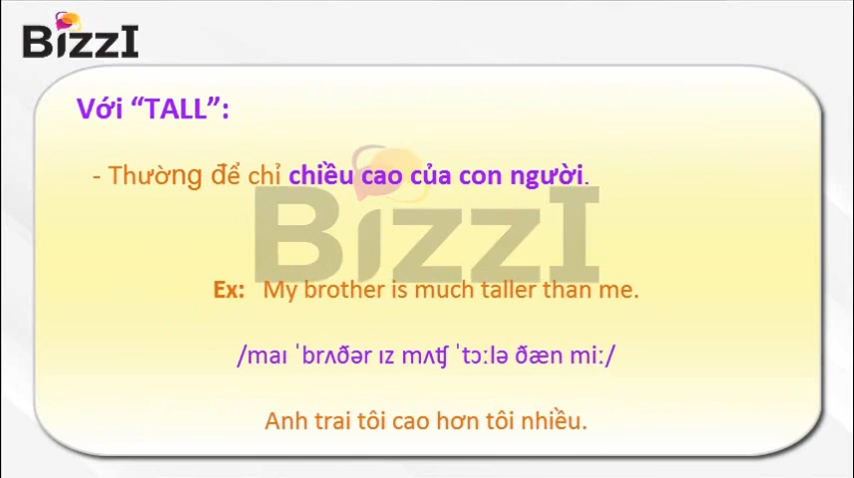 BizzI
Với “TALL”:
- Thường để chỉ chiều cao của con người.
BizzI
Ex: My brother is much taller than me.
/maɪ ˈbrʌðər ɪz mʌʧ ˈtɔːlə ðæn miː/
Anh trai tôi cao hơn tôi nhiều.